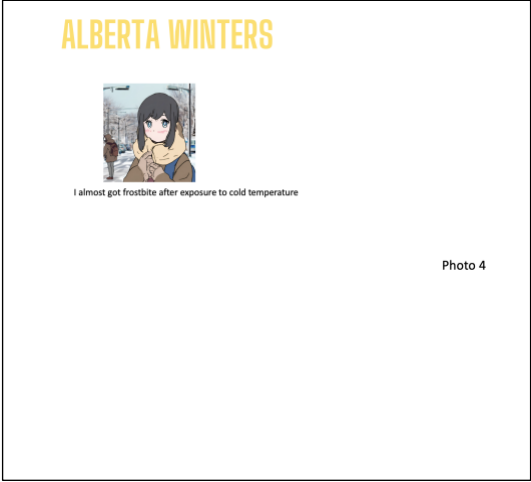 ALBERTA WINTERS
I almost got frostbite after exposure to cold temperature
Photo 4